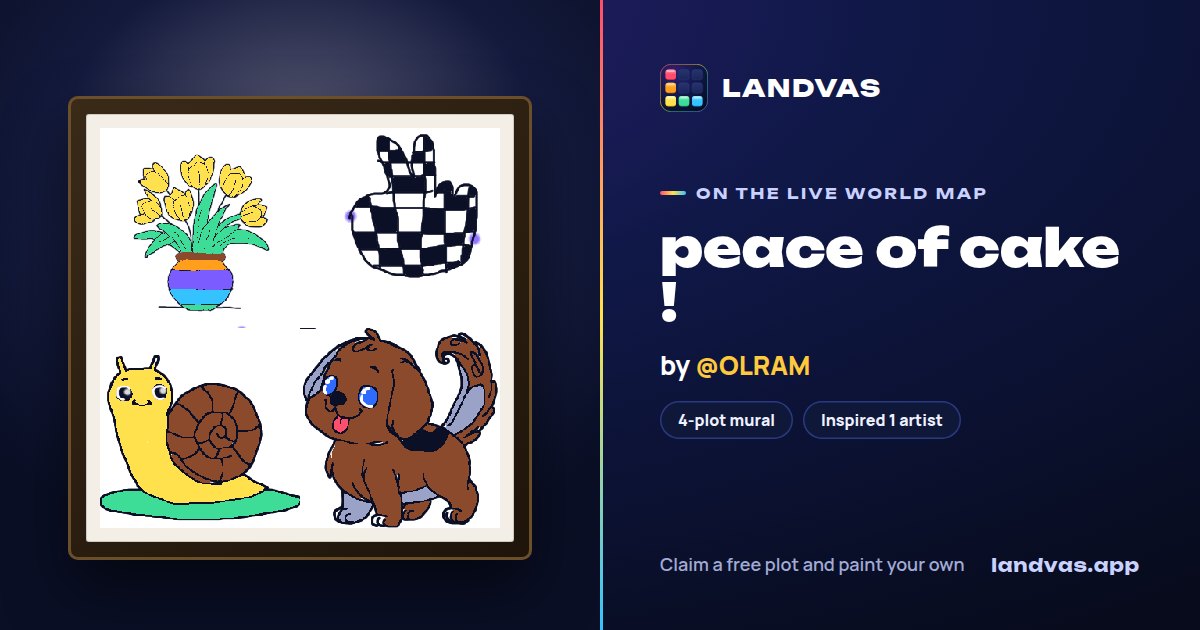 LANDVAS
ON THE LIVE WORLD MAP
peace of cake
!
by @OLRAM
4-plot mural
Inspired 1 artist
Claim a free plot and paint your own
landvas.app